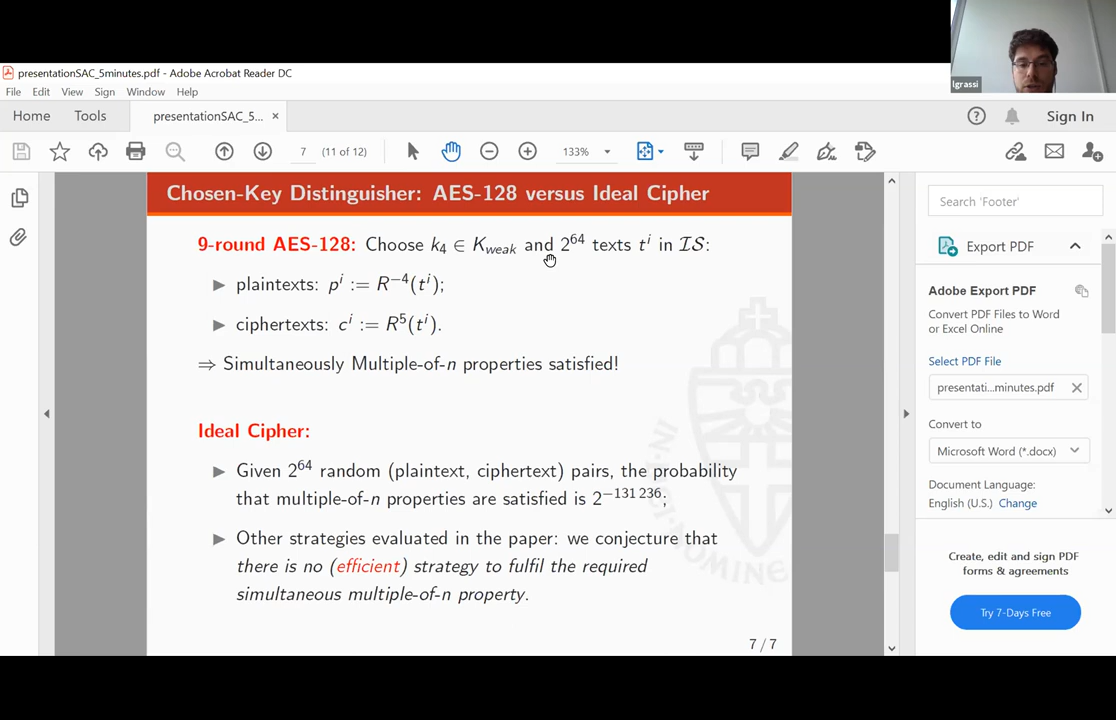 lgrassi
presentationSAC_5minutes.pdf - Adobe Acrobat Reader DC
File Edit View Sign Window Help
Home Tools presentationSAC_5... × Sign In
7 (11 of 12) 133%
Chosen-Key Distinguisher: AES-128 versus Ideal Cipher
9-round AES-128: Choose k₄ ∈ K_weak and 2⁶⁴ texts tⁱ in IS:
▶ plaintexts: pⁱ := R⁻⁴(tⁱ);
▶ ciphertexts: cⁱ := R⁵(tⁱ).
⇒ Simultaneously Multiple-of-n properties satisfied!
Ideal Cipher:
▶ Given 2⁶⁴ random (plaintext, ciphertext) pairs, the probability
that multiple-of-n properties are satisfied is 2⁻¹³¹ ²³⁶;
▶ Other strategies evaluated in the paper: we conjecture that
there is no (efficient) strategy to fulfil the required
simultaneous multiple-of-n property.
7 / 7
Search 'Footer'
Export PDF
Adobe Export PDF
Convert PDF Files to Word
or Excel Online
Select PDF File
presentati...minutes.pdf ×
Convert to
Microsoft Word (*.docx)
Document Language:
English (U.S.) Change
Create, edit and sign PDF
forms & agreements
Try 7-Days Free